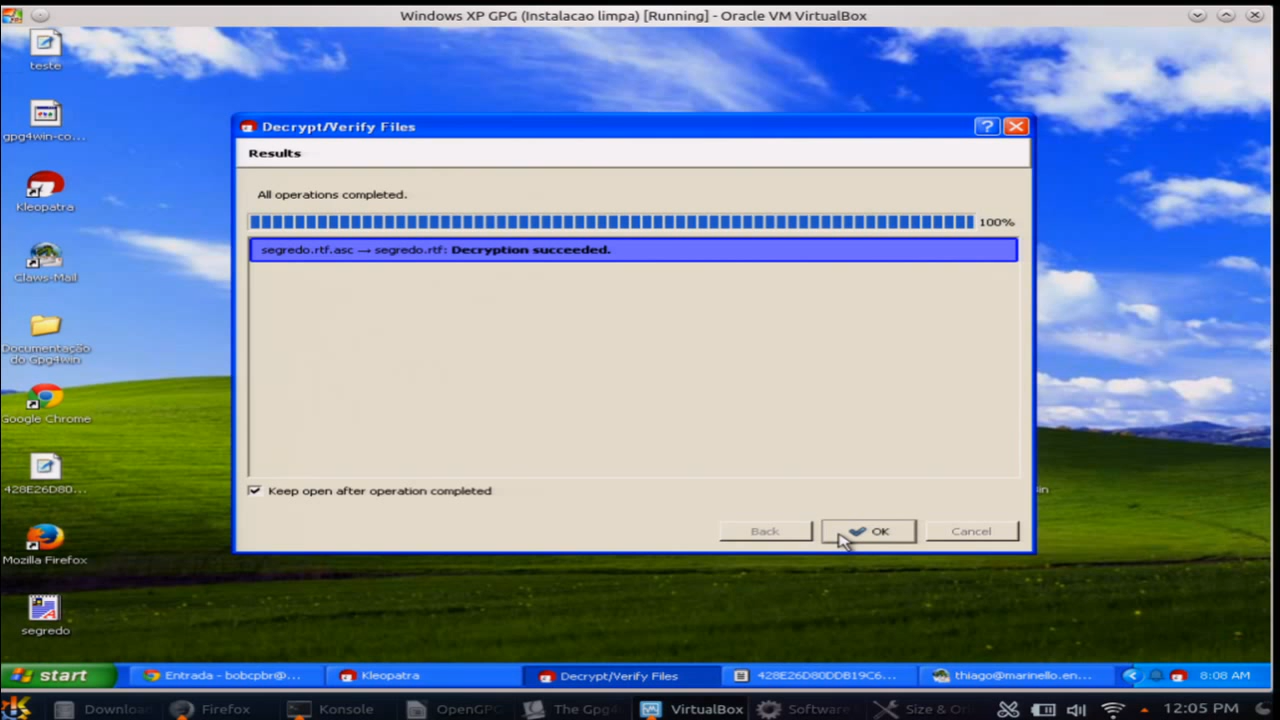 Windows XP GPG (Instalacao limpa) [Running] - Oracle VM VirtualBox
teste
gpg4win-co...
Kleopatra
Claws-Mail
Documentação
do Gpg4win
Google Chrome
428E26D80...
Mozilla Firefox
segredo
Decrypt/Verify Files
Results
All operations completed.
100%
segredo.rtf.asc → segredo.rtf: Decryption succeeded.
Keep open after operation completed
Back
OK
Cancel
in
start
Entrada - bobcpbr@...
Kleopatra
Decrypt/Verify Files
428E26D80DDB19C6...
thiago@marinello.en...
8:08 AM
Downloa
Firefox
Konsole
OpenGPG
The Gpg4
VirtualBox
Software
Size & Or
12:05 PM